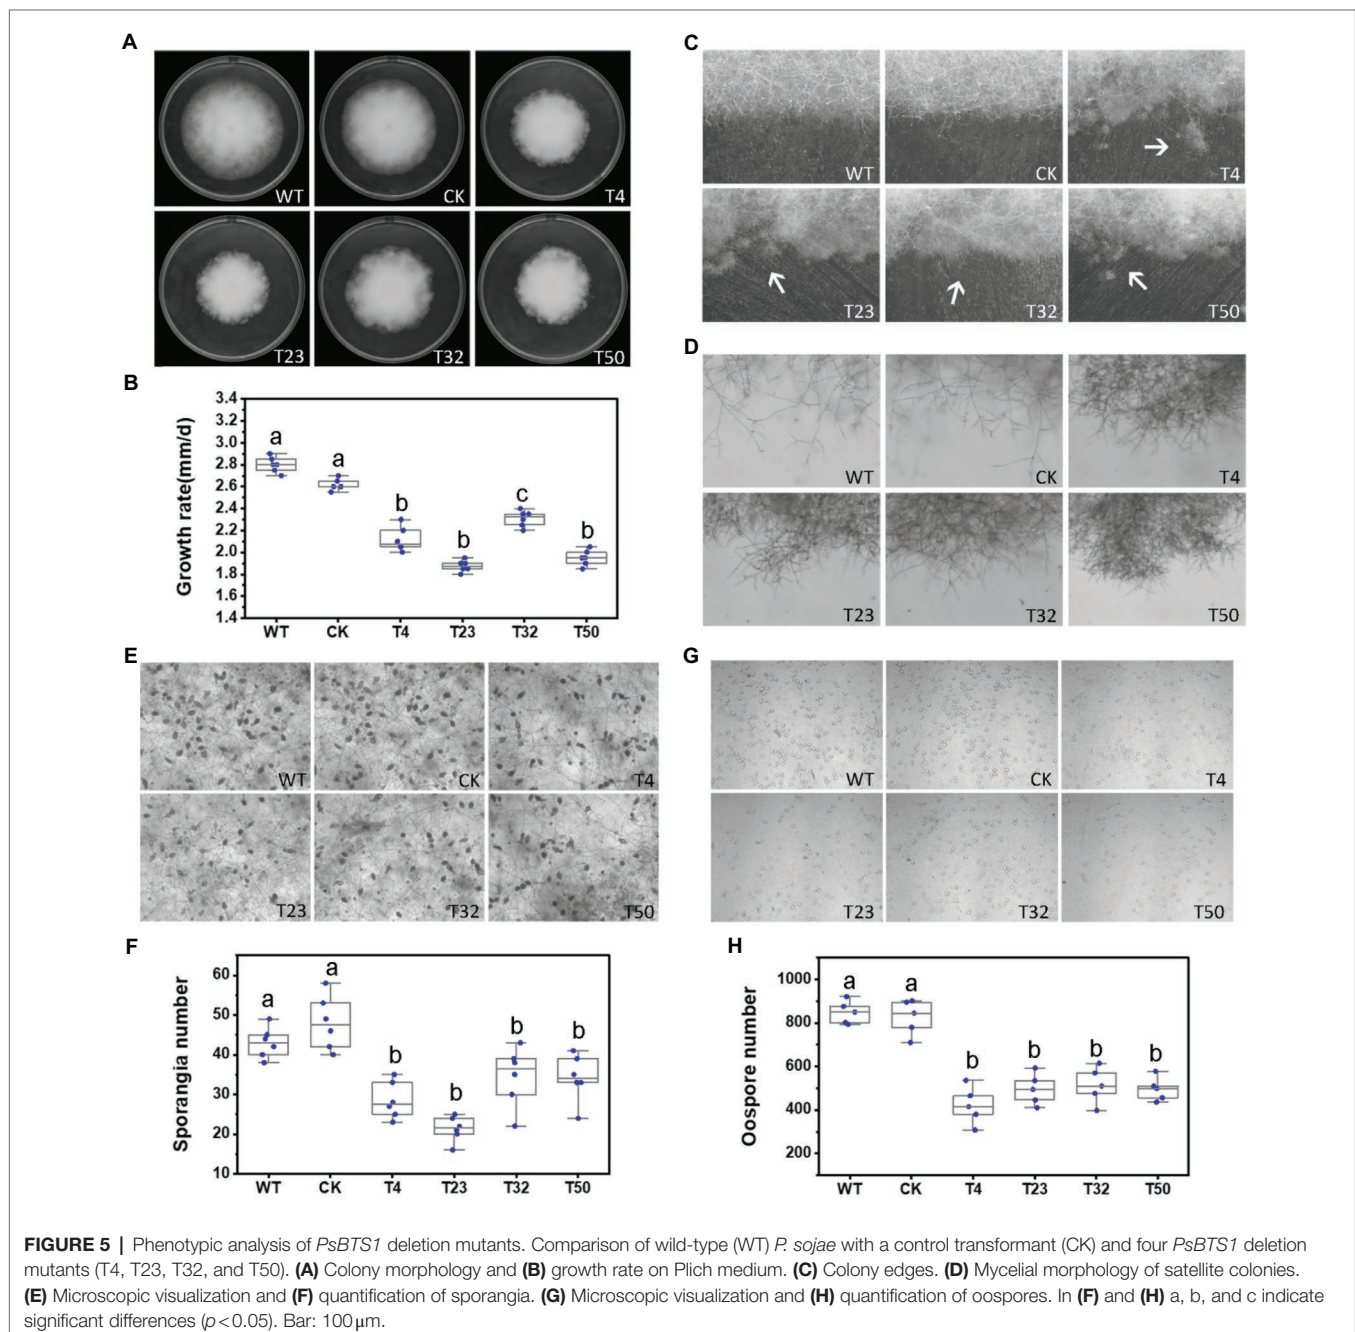 A
WT
CK
T4
T23
T32
T50
B
Growth rate(mm/d)
3.4
3.2
3.0
2.8
2.6
2.4
2.2
2.0
1.8
1.6
1.4
a
a
b
b
c
b
WT CK T4 T23 T32 T50
C
WT
CK
T4
T23
T32
T50
D
WT
CK
T4
T23
T32
T50
E
WT
CK
T4
T23
T32
T50
G
WT
CK
T4
T23
T32
T50
F
Sporangia number
60
50
40
30
20
10
a
a
b
b
b
b
WT CK T4 T23 T32 T50
H
Oospore number
1000
800
600
400
200
a
a
b
b
b
b
WT CK T4 T23 T32 T50
FIGURE 5 | Phenotypic analysis of PsBTS1 deletion mutants. Comparison of wild-type (WT) P. sojae with a control transformant (CK) and four PsBTS1 deletion
mutants (T4, T23, T32, and T50). (A) Colony morphology and (B) growth rate on Plich medium. (C) Colony edges. (D) Mycelial morphology of satellite colonies.
(E) Microscopic visualization and (F) quantification of sporangia. (G) Microscopic visualization and (H) quantification of oospores. In (F) and (H) a, b, and c indicate
significant differences (p < 0.05). Bar: 100 μm.